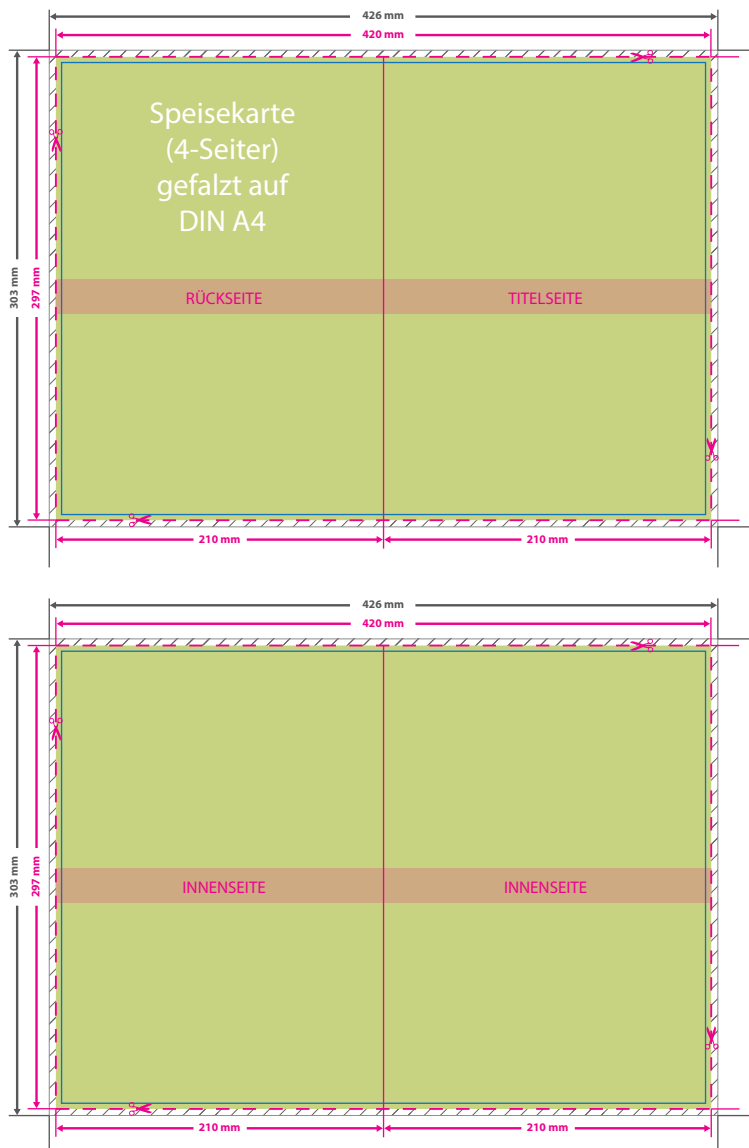 426 mm
420 mm
Speisekarte
(4-Seiter)
gefalzt auf
DIN A4
303 mm
297 mm
RÜCKSEITE
TITELSEITE
210 mm
210 mm
426 mm
420 mm
303 mm
297 mm
INNENSEITE
INNENSEITE
210 mm
210 mm